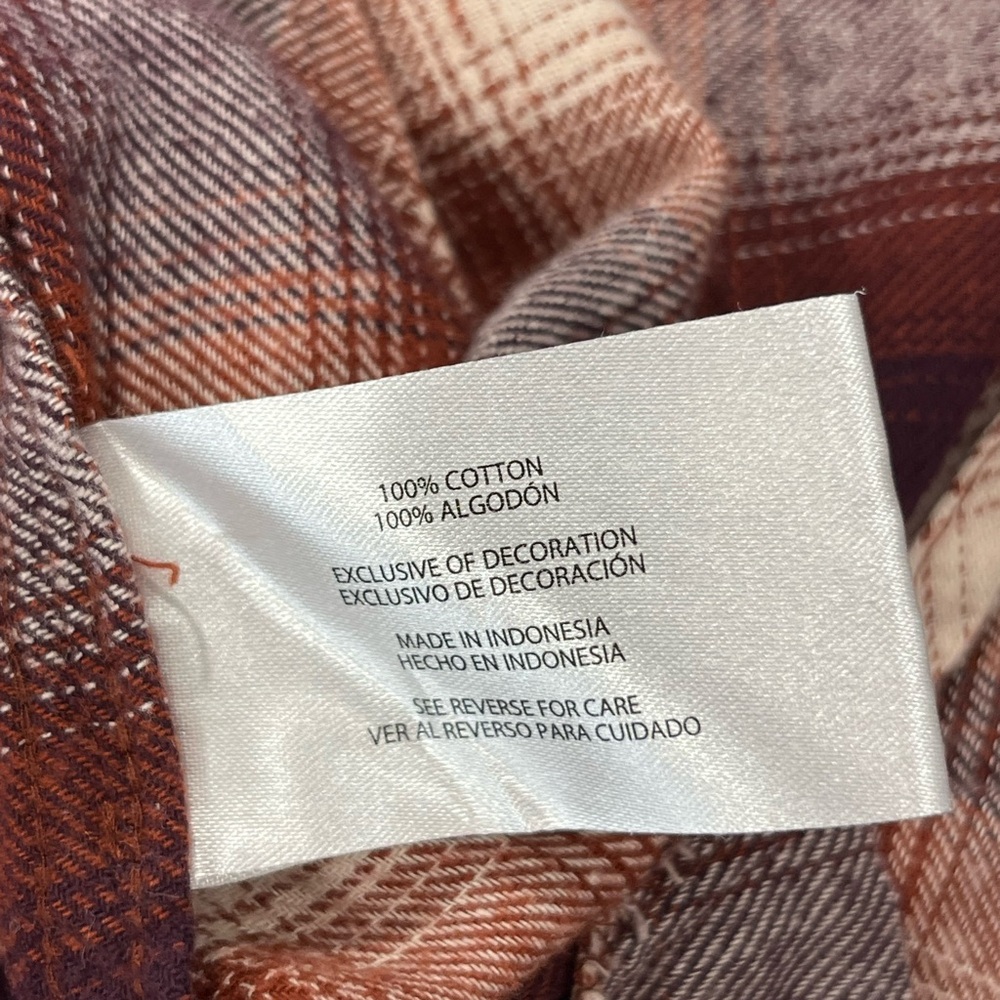 100% COTTON
100% ALGODÓN
EXCLUSIVE OF DECORATION
EXCLUSIVO DE DECORACIÓN
MADE IN INDONESIA
HECHO EN INDONESIA
SEE REVERSE FOR CARE
VER AL REVERSO PARA CUIDADO